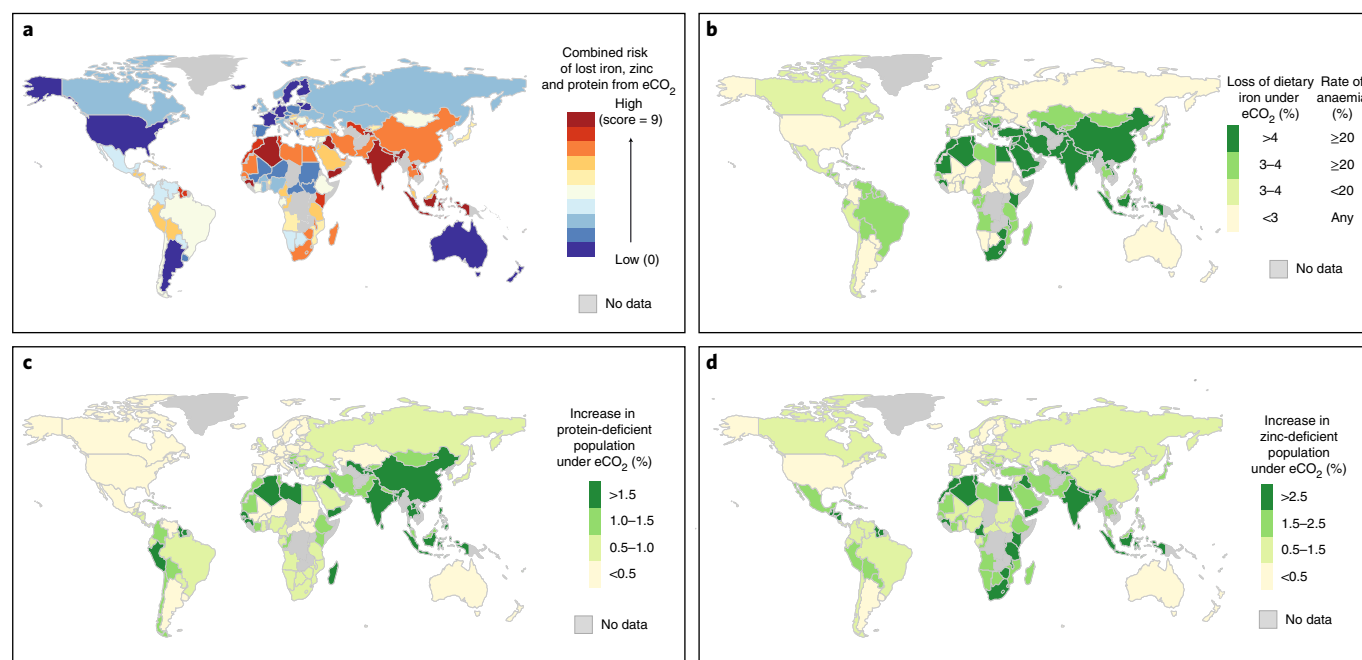 a
Combined risk
of lost iron, zinc
and protein from eCO₂
High
(score = 9)
Low (0)
No data
b
Loss of dietary
iron under
eCO₂ (%)
Rate of
anaemia
(%)
>4 ≥20
3–4 ≥20
3–4 <20
<3 Any
No data
c
Increase in
protein-deficient
population
under eCO₂ (%)
>1.5
1.0–1.5
0.5–1.0
<0.5
No data
d
Increase in
zinc-deficient
population
under eCO₂ (%)
>2.5
1.5–2.5
0.5–1.5
<0.5
No data